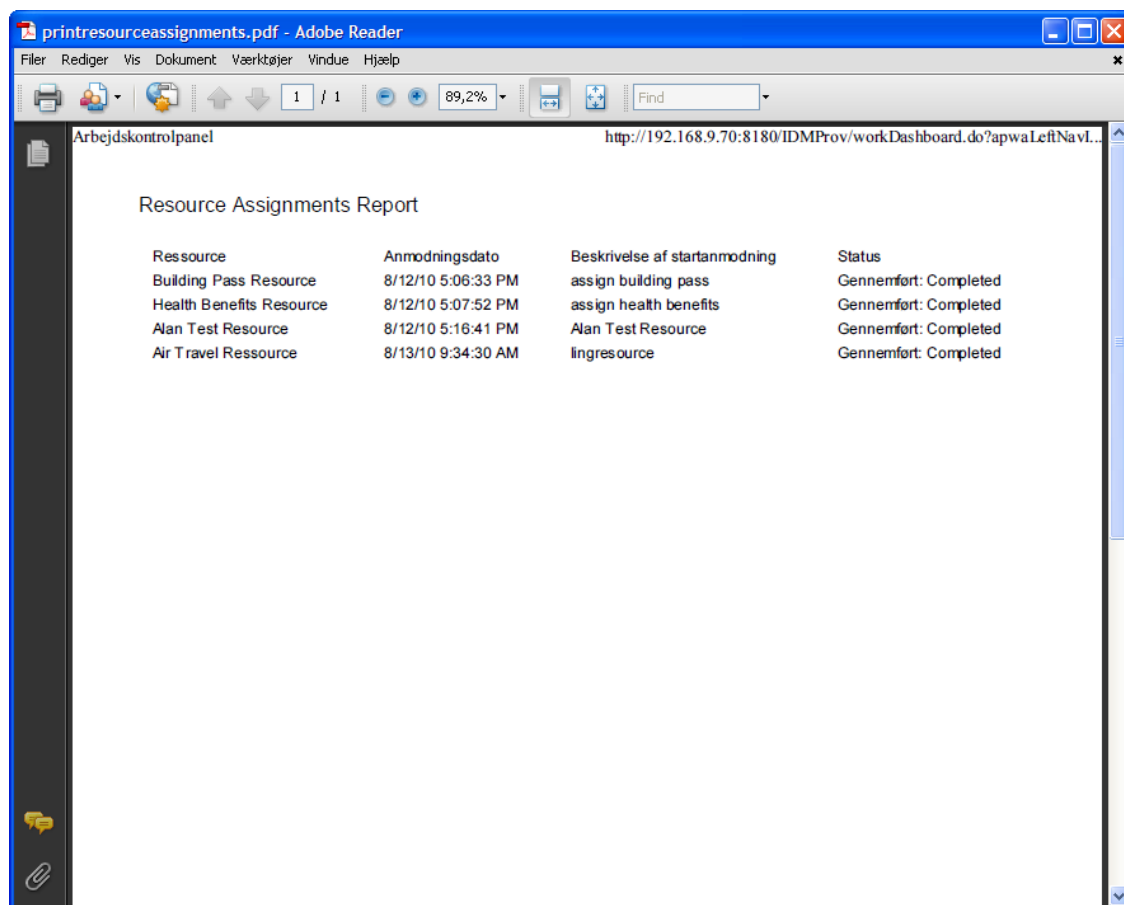 printresourceassignments.pdf - Adobe Reader
Filer Rediger Vis Dokument Værktøjer Vindue Hjælp
1 / 1 89,2% Find
Arbejdskontrolpanel http://192.168.9.70:8180/IDMProv/workDashboard.do?apwaLeftNavI...
Resource Assignments Report
Ressource Anmodningsdato Beskrivelse af startanmodning Status
Building Pass Resource 8/12/10 5:06:33 PM assign building pass Gennemført: Completed
Health Benefits Resource 8/12/10 5:07:52 PM assign health benefits Gennemført: Completed
Alan Test Resource 8/12/10 5:16:41 PM Alan Test Resource Gennemført: Completed
Air Travel Ressource 8/13/10 9:34:30 AM lingresource Gennemført: Completed